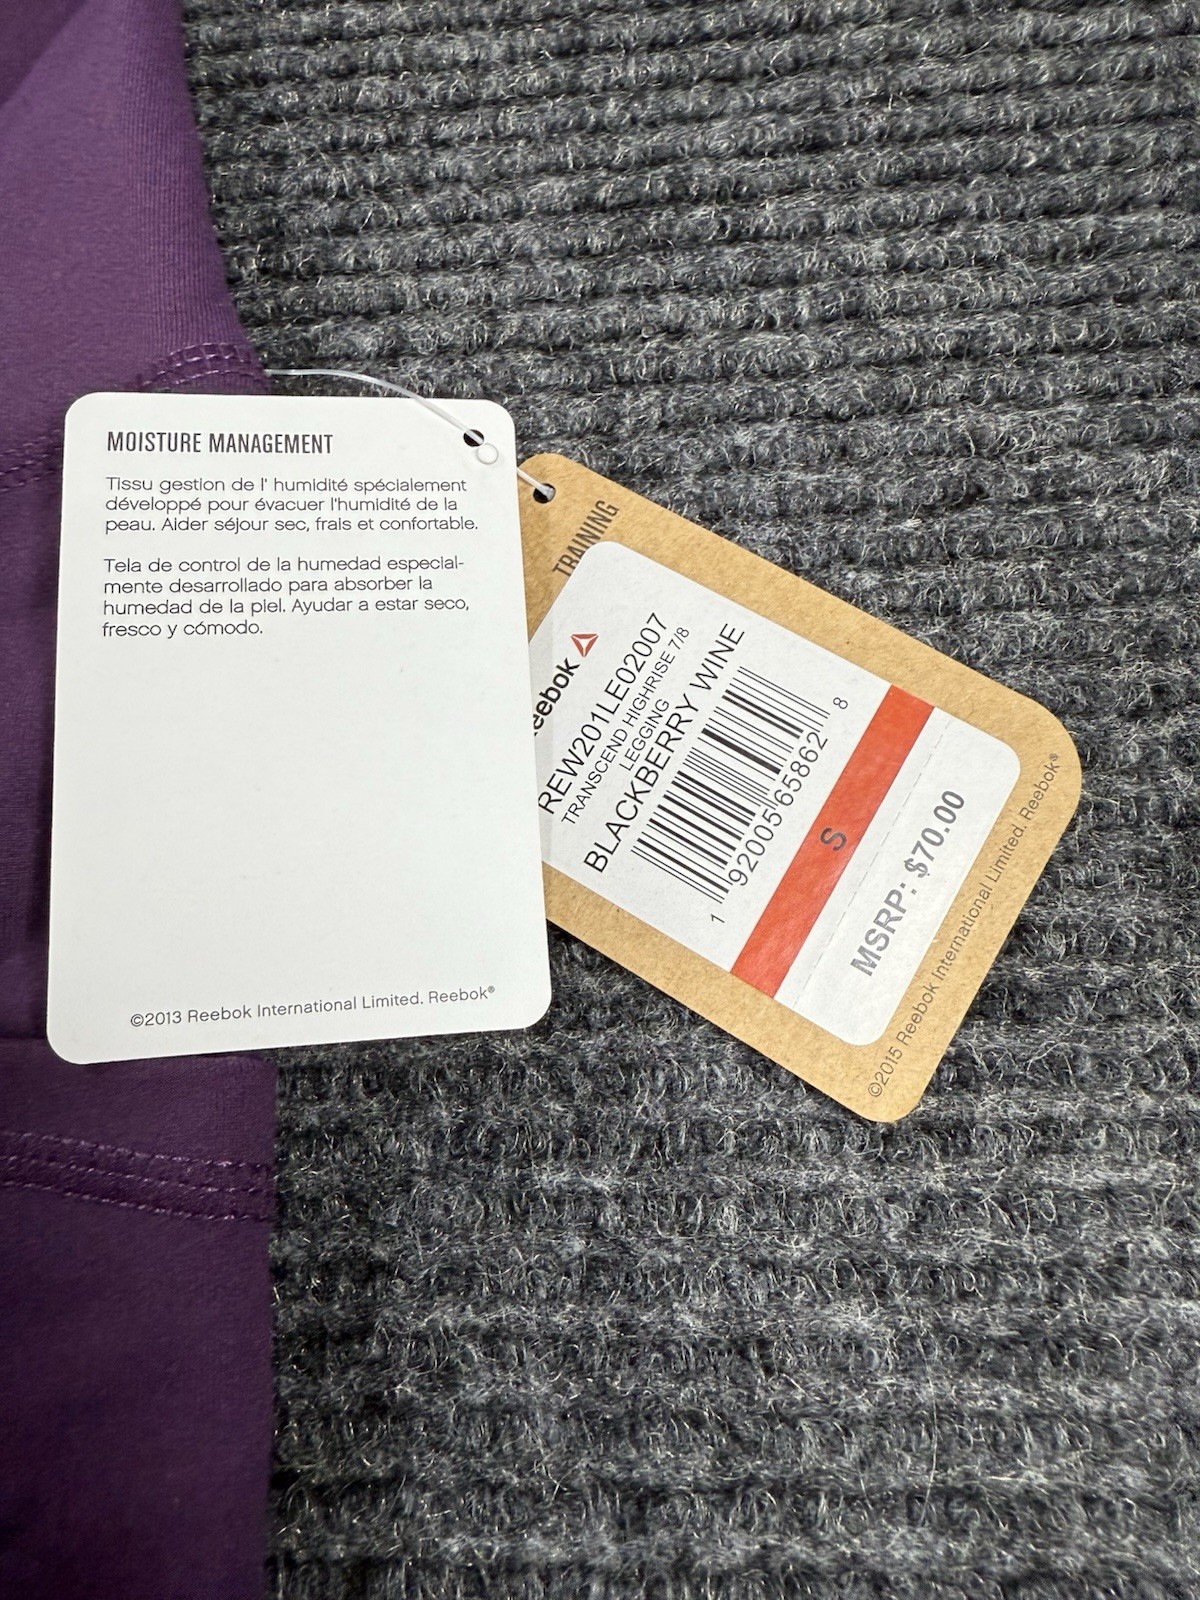 MOISTURE MANAGEMENT
Tissu gestion de l' humidité spécialement
développé pour évacuer l'humidité de la
peau. Aider séjour sec, frais et confortable.
Tela de control de la humedad especial-
mente desarrollado para absorber la
humedad de la piel. Ayudar a estar seco,
fresco y cómodo.
©2013 Reebok International Limited. Reebok®
TRAINING
Reebok
REW201LE02007
TRANSCEND HIGHRISE 7/8
LEGGING
BLACKBERRY WINE
1 92005 65862 8
S
MSRP: $70.00
©2015 Reebok International Limited. Reebok®